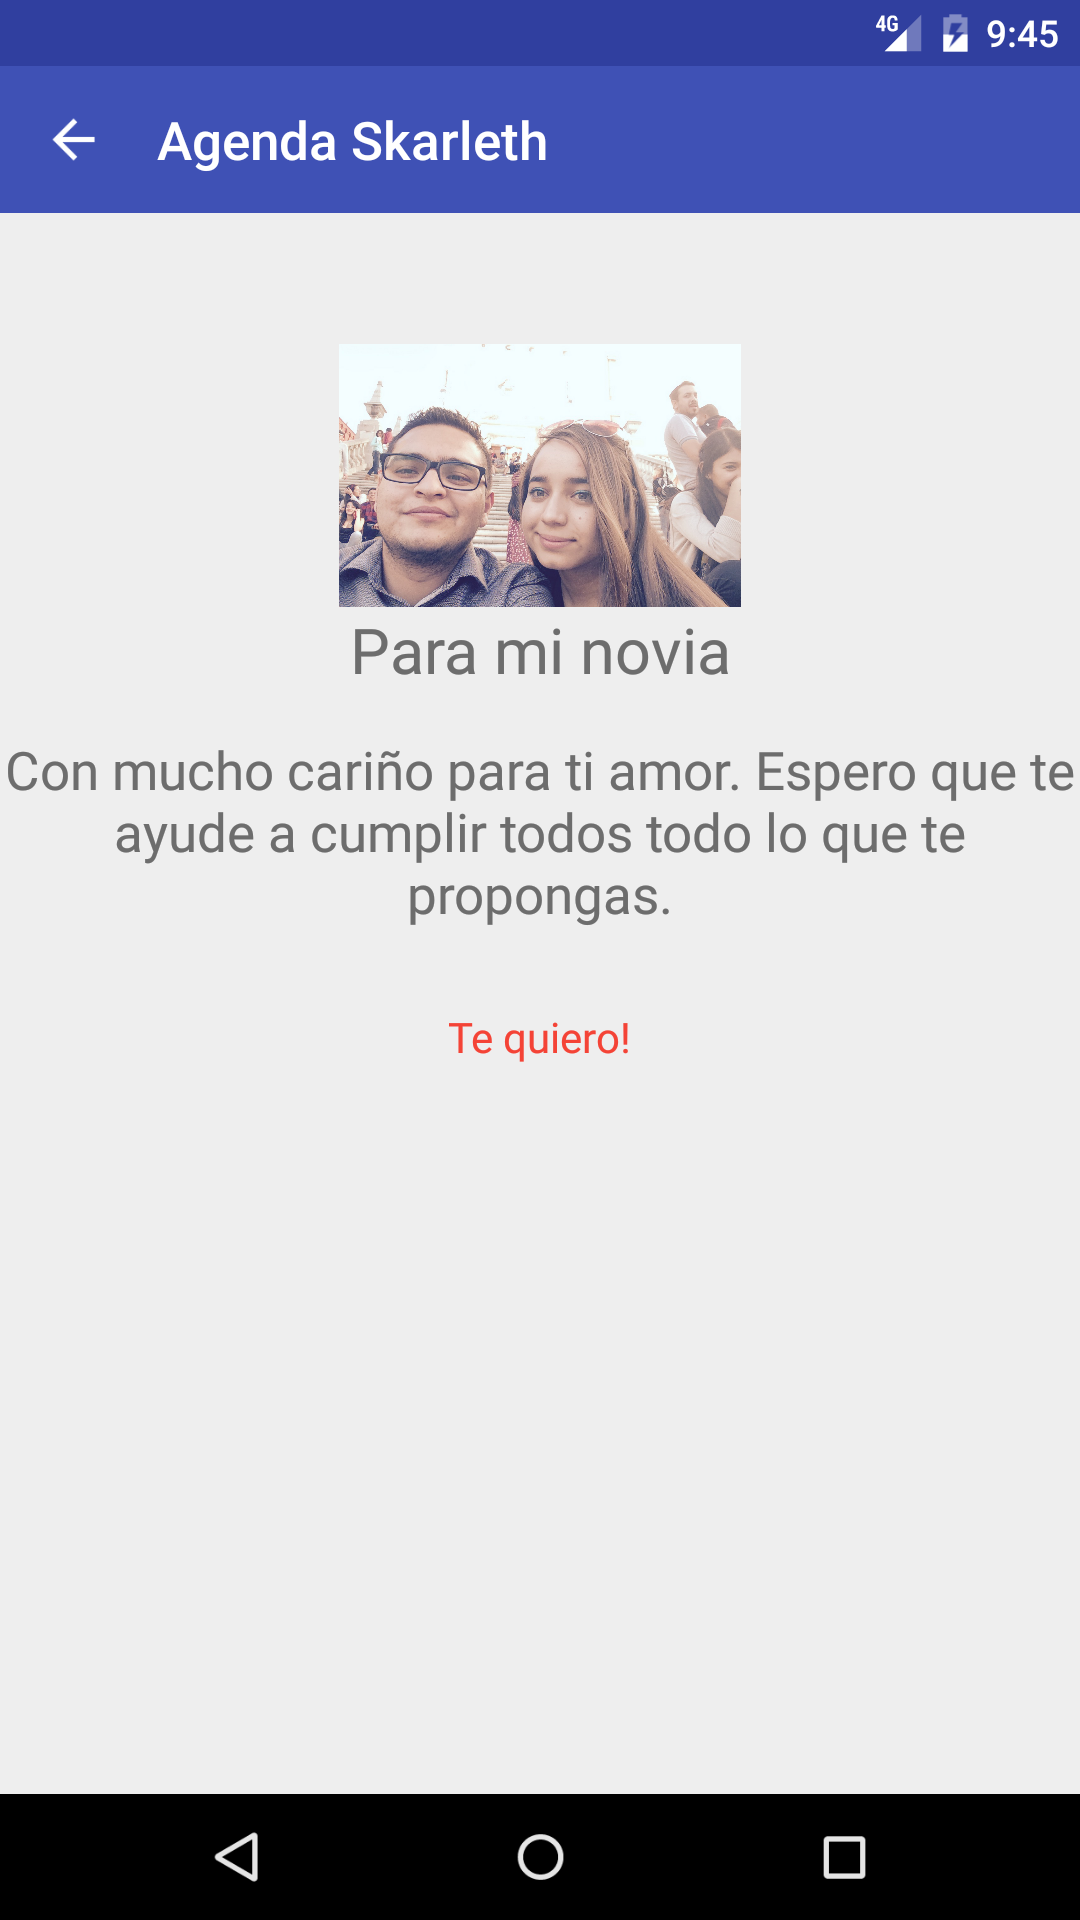 4G 9:45
Agenda Skarleth
Para mi novia
Con mucho cariño para ti amor. Espero que te
ayude a cumplir todos todo lo que te
propongas.
Te quiero!